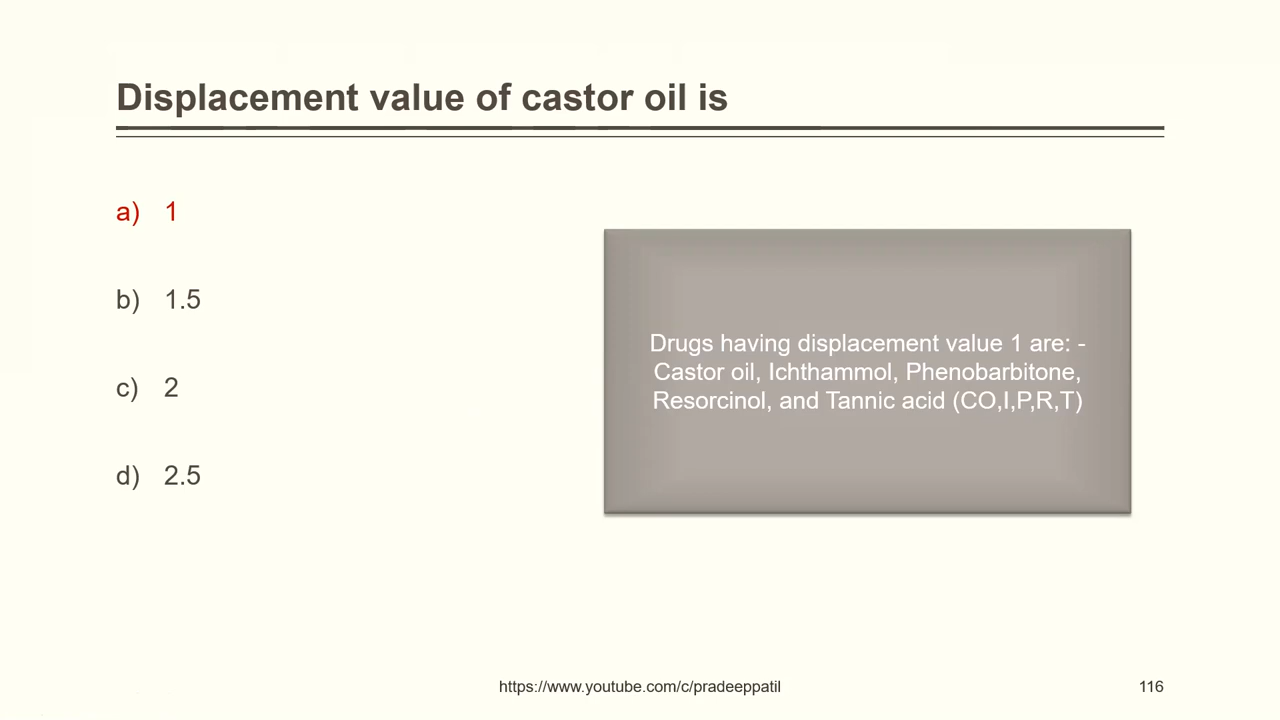 Displacement value of castor oil is
a) 1
b) 1.5
c) 2
d) 2.5
Drugs having displacement value 1 are: -
Castor oil, Ichthammol, Phenobarbitone,
Resorcinol, and Tannic acid (CO,I,P,R,T)
https://www.youtube.com/c/pradeeppatil
116